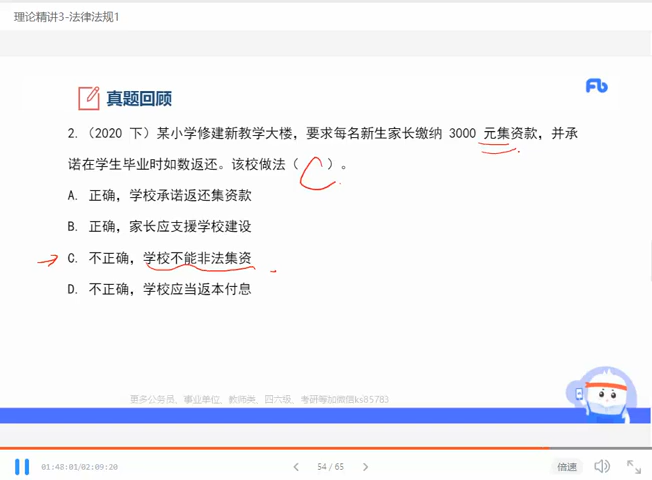 理论精讲3-法律法规1
Fb
真题回顾
2.（2020 下）某小学修建新教学大楼，要求每名新生家长缴纳 3000 元集资款，并承
诺在学生毕业时如数返还。该校做法（ C ）。
A. 正确，学校承诺返还集资款
B. 正确，家长应支援学校建设
C. 不正确，学校不能非法集资
D. 不正确，学校应当返本付息
更多公务员、事业单位、教师类、四六级、考研等加微信ks85783
01:48:01/02:09:20
54 / 65
倍速